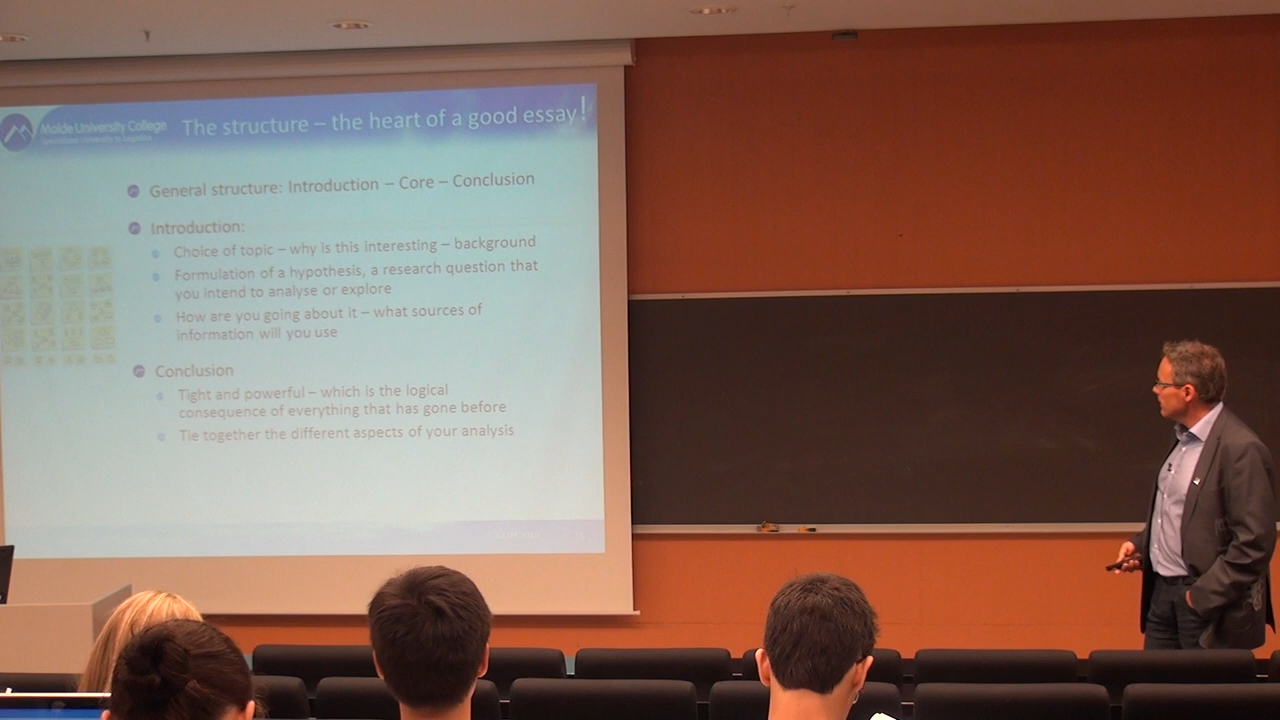 Molde University College
Specialized University in Logistics
The structure – the heart of a good essay!
General structure: Introduction – Core – Conclusion
Introduction:
Choice of topic – why is this interesting – background
Formulation of a hypothesis, a research question that
you intend to analyse or explore
How are you going about it – what sources of
information will you use
Conclusion
Tight and powerful – which is the logical
consequence of everything that has gone before
Tie together the different aspects of your analysis